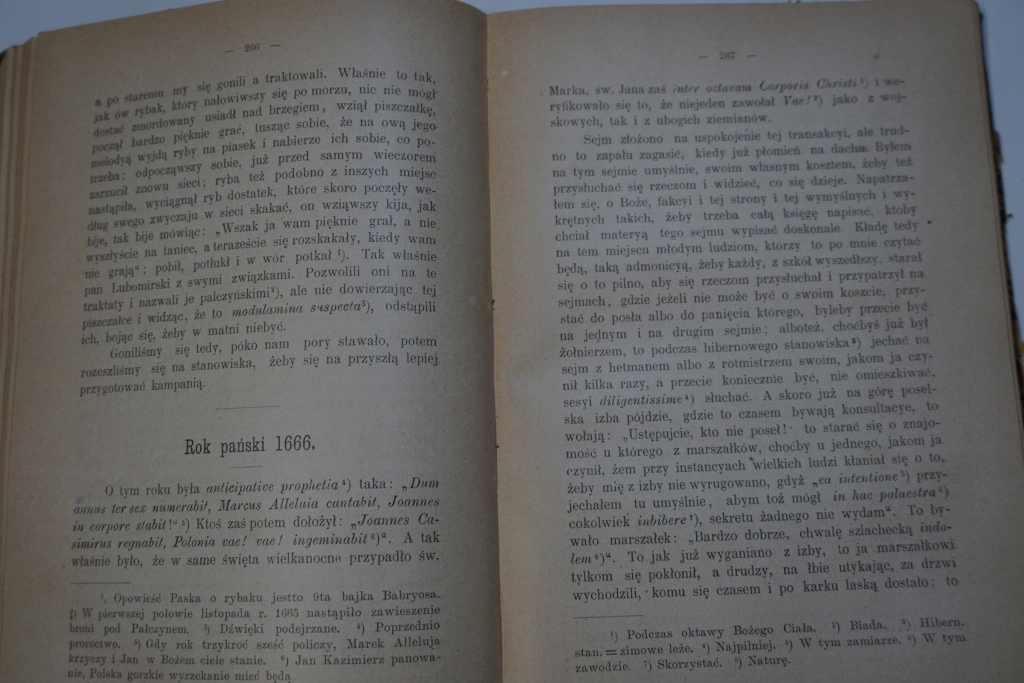 — 266 —
a po staremu my się gonili a traktowali. Właśnie to tak,
jak ów rybak, który nałowiwszy się po morzu, nic nie mógł
dostać zmordowany usiadł nad brzegiem, wziął piszczałkę,
począł bardzo pięknie grać, tusząc sobie, że na ową jego
melodyą wyjdą ryby na piasek i nabierze ich sobie, co po-
trzeba; odpocząwszy sobie, już przed samym wieczorem
zarzucił znowu sieci; ryba też podobno z inszych miejsc
nastąpiła, wyciągnął ryb dostatek, które skoro poczęły we-
dług swego zwyczaju w sieci skakać, on wziąwszy kija, jak
bije, tak bije mówiąc: „Wszak ja wam pięknie grał, a nie
wyszłyście na taniec, a terazeście się rozskakały, kiedy wam
nie grają“; pobił, potłukł i w wór potkał ¹). Tak właśnie
pan Lubomirski z swymi związkami. Pozwolili oni na te
traktaty i nazwali je palczyńskimi²), ale nie dowierzając tej
piszczałce i widząc, że to modulamina suspecta³), odstąpili
ich, bojąc się, żeby w matni niebyć.
Goniliśmy się tedy, póko nam pory stawało, potem
rozeszliśmy się na stanowiska, żeby się na przyszłą lepiej
przygotować kampanią.
Rok pański 1666.
O tym roku była anticipative prophetia ⁴) taka: „Dum
annus ter sex numerabit, Marcus Alleluia cantabit, Joannes
in corpore stabit!“ ⁵) Ktoś zaś potem dołożył: „Joannes Ca-
simirus regnabit, Polonia vae! vae! ingeminabit ⁶)“. A tak
właśnie było, że w same święta wielkanocne przypadło św.
¹) Opowieść Paska o rybaku jestto 9ta bajka Babryosa.
²) W pierwszej połowie listopada r. 1665 nastąpiło zawieszenie
broni pod Palczynem. ³) Dźwięki podejrzane. ⁴) Poprzednio
proroctwo. ⁵) Gdy rok trzykroć sześć policzy, Marek Alleluja
krzyczy i Jan w Bożem ciele stanie. ⁶) Jan Kazimierz panowa-
nie, Polska gorzkie wyrzekanie mieć będą
— 267 —
Marka, św. Jana zaś inter octavam Corporis Christi ¹) i we-
ryfikowało się to, że niejeden zawołał Vae! ²) jako z woj-
skowych, tak i z ubogich ziemianów.
Sejm złożono na uspokojenie tej transakcyi, ale trud-
no to zapału zagasić, kiedy już płomień na dachu. Byłem
na tym sejmie umyślnie, swoim własnym kosztem, żeby też
przysłuchać się rzeczom i widzieć, co się dzieje. Napatrza-
łem się, o Boże, fakcyi i tej strony i tej wymyślnych i wy-
krętnych takich, żeby trzeba całą księgę napisać, ktoby
chciał materyą tego sejmu wypisać doskonale. Kładę tedy
na tem miejscu młodym ludziom, którzy to po mnie czytać
będą, taką admonicyą, żeby każdy, z szkół wyszedłszy, starał
się o to pilno, aby się rzeczom przysłuchał i przypatrzył na
sejmach, gdzie jeżeli nie może być o swoim koszcie, przy-
stać do posła albo do panięcia którego, byleby przecie być
na jednym i na drugim sejmie; alboteż, choćbyś już był
żołnierzem, to podczas hibernowego stanowiska ³) jechać na
sejm z hetmanem albo z rotmistrzem swoim, jakom ja czy-
nił kilka razy, a przecie koniecznie być, nie omieszkiwać,
sesyi diligentissime ⁴) słuchać. A skoro już na górę posel-
ska izba pójdzie, gdzie to czasem bywają konsultacye, to
wołają: „Ustępujcie, kto nie poseł!“ to starać się o znajo-
mość u którego z marszałków, choćby u jednego, jakom ja
czynił, żem przy instancyach wielkich ludzi kłaniał się o to,
żeby mię z izby nie wyrugowano, gdyż „ea intentione ⁵) przy-
jechałem tu umyślnie, abym toż mógł in hac palaestra ⁶)
cokolwiek inbibere ⁷), sekretu żadnego nie wydam“. To by-
wało marszałek: „Bardzo dobrze, chwalę szlachecką indo-
lem ⁸)“. To jak już wyganiano z izby, to ja marszałkowi
tylkom się pokłonił, a drudzy, na łbie utykając, za drzwi
wychodzili, komu się czasem i po karku laską dostało; to
¹) Podczas oktawy Bożego Ciała. ²) Biada. ³) Hibern.
stan. = zimowe leże. ⁴) Najpilniej. ⁵) W tym zamiarze. ⁶) W tym
zawodzie. ⁷) Skorzystać. ⁸) Naturę.